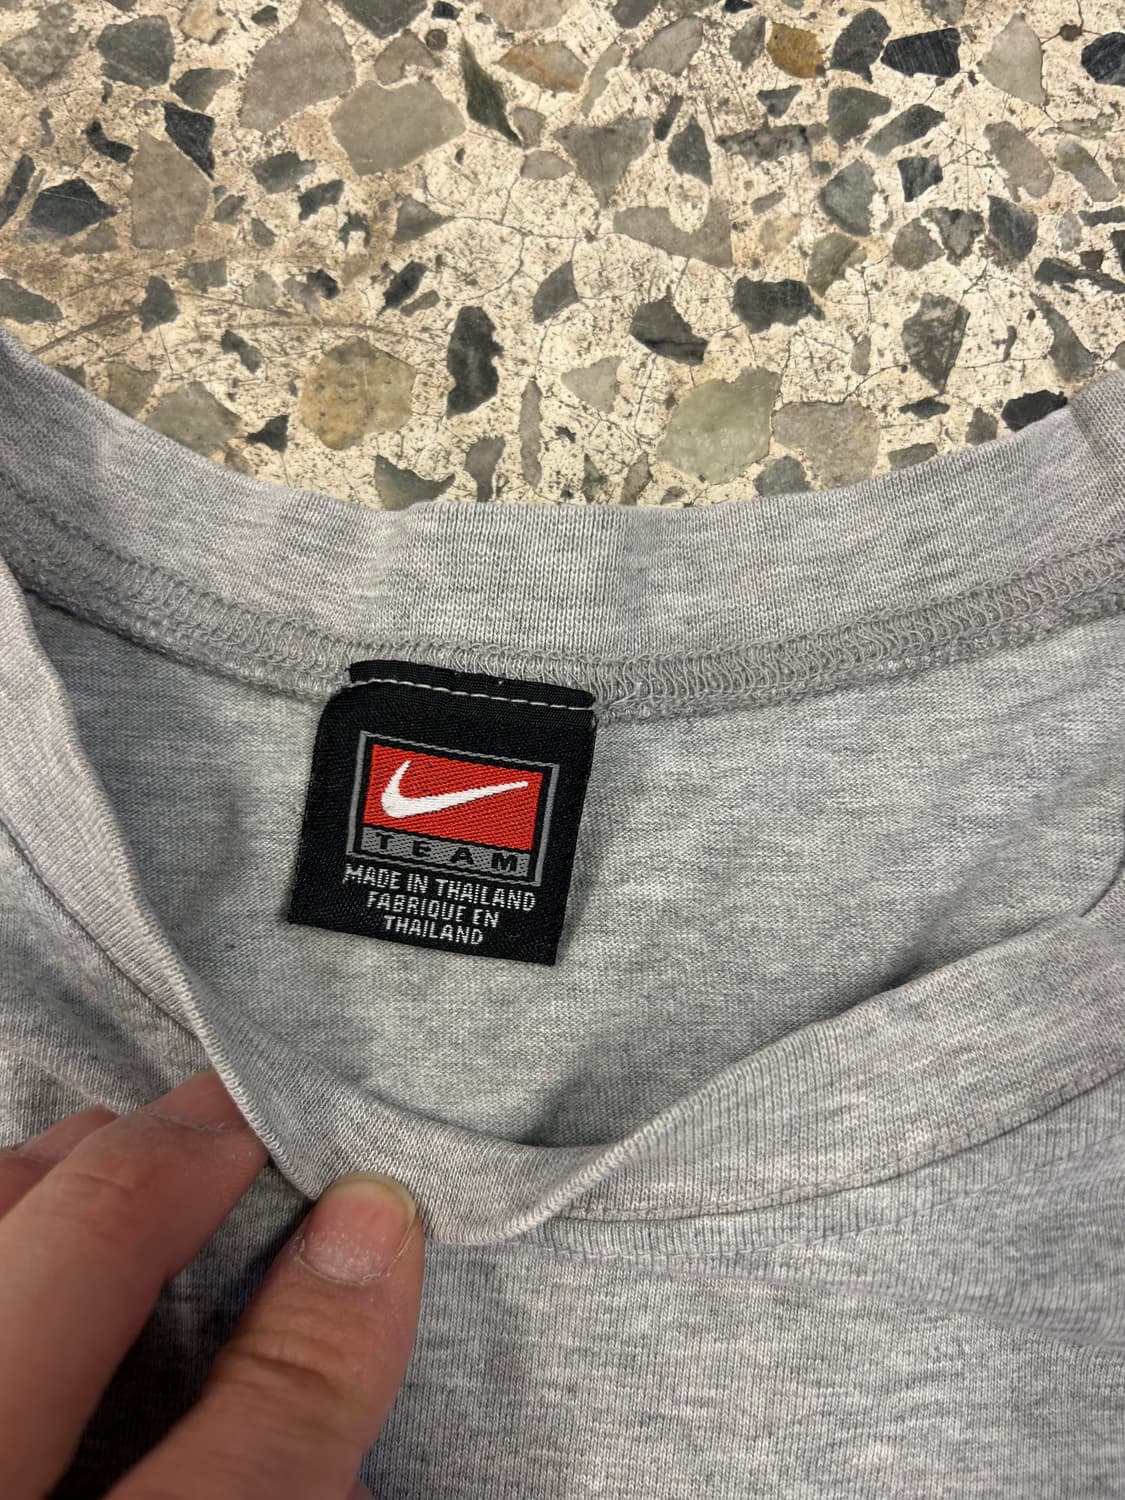 TEAM
MADE IN THAILAND
FABRIQUE EN
THAILAND